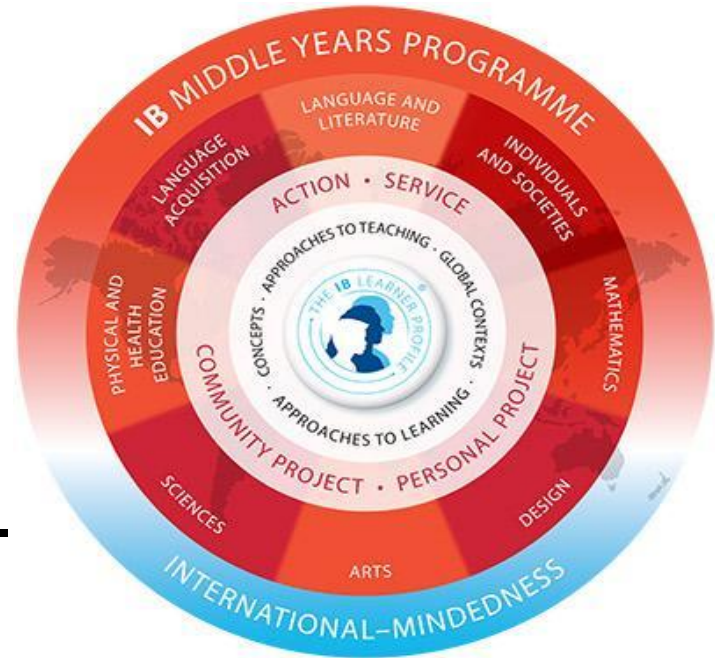 IB MIDDLE YEARS PROGRAMME
LANGUAGE AND
LITERATURE
INDIVIDUALS
AND SOCIETIES
MATHEMATICS
DESIGN
ARTS
SCIENCES
PHYSICAL AND
HEALTH
EDUCATION
LANGUAGE
ACQUISITION
ACTION • SERVICE
COMMUNITY PROJECT • PERSONAL PROJECT
APPROACHES TO TEACHING · GLOBAL CONTEXTS ·
APPROACHES TO LEARNING · CONCEPTS ·
THE IB LEARNER PROFILE
®
INTERNATIONAL–MINDEDNESS